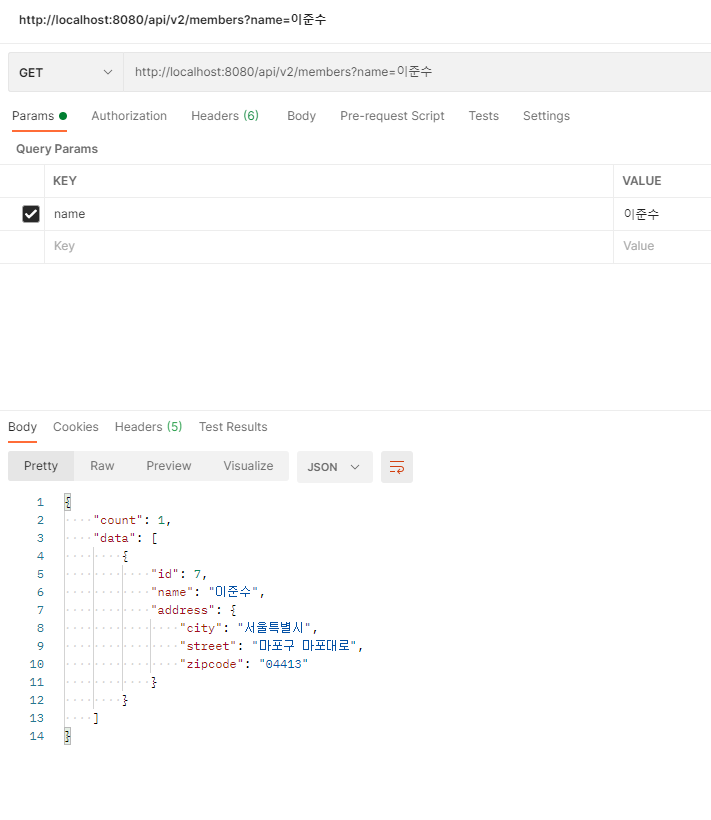 http://localhost:8080/api/v2/members?name=이준수
GET http://localhost:8080/api/v2/members?name=이준수
Params Authorization Headers (6) Body Pre-request Script Tests Settings
Query Params
KEY VALUE
name 이준수
Key Value
Body Cookies Headers (5) Test Results
Pretty Raw Preview Visualize JSON
1 {
2 "count": 1,
3 "data": [
4 {
5 "id": 7,
6 "name": "이준수",
7 "address": {
8 "city": "서울특별시",
9 "street": "마포구 마포대로",
10 "zipcode": "04413"
11 }
12 }
13 ]
14 }